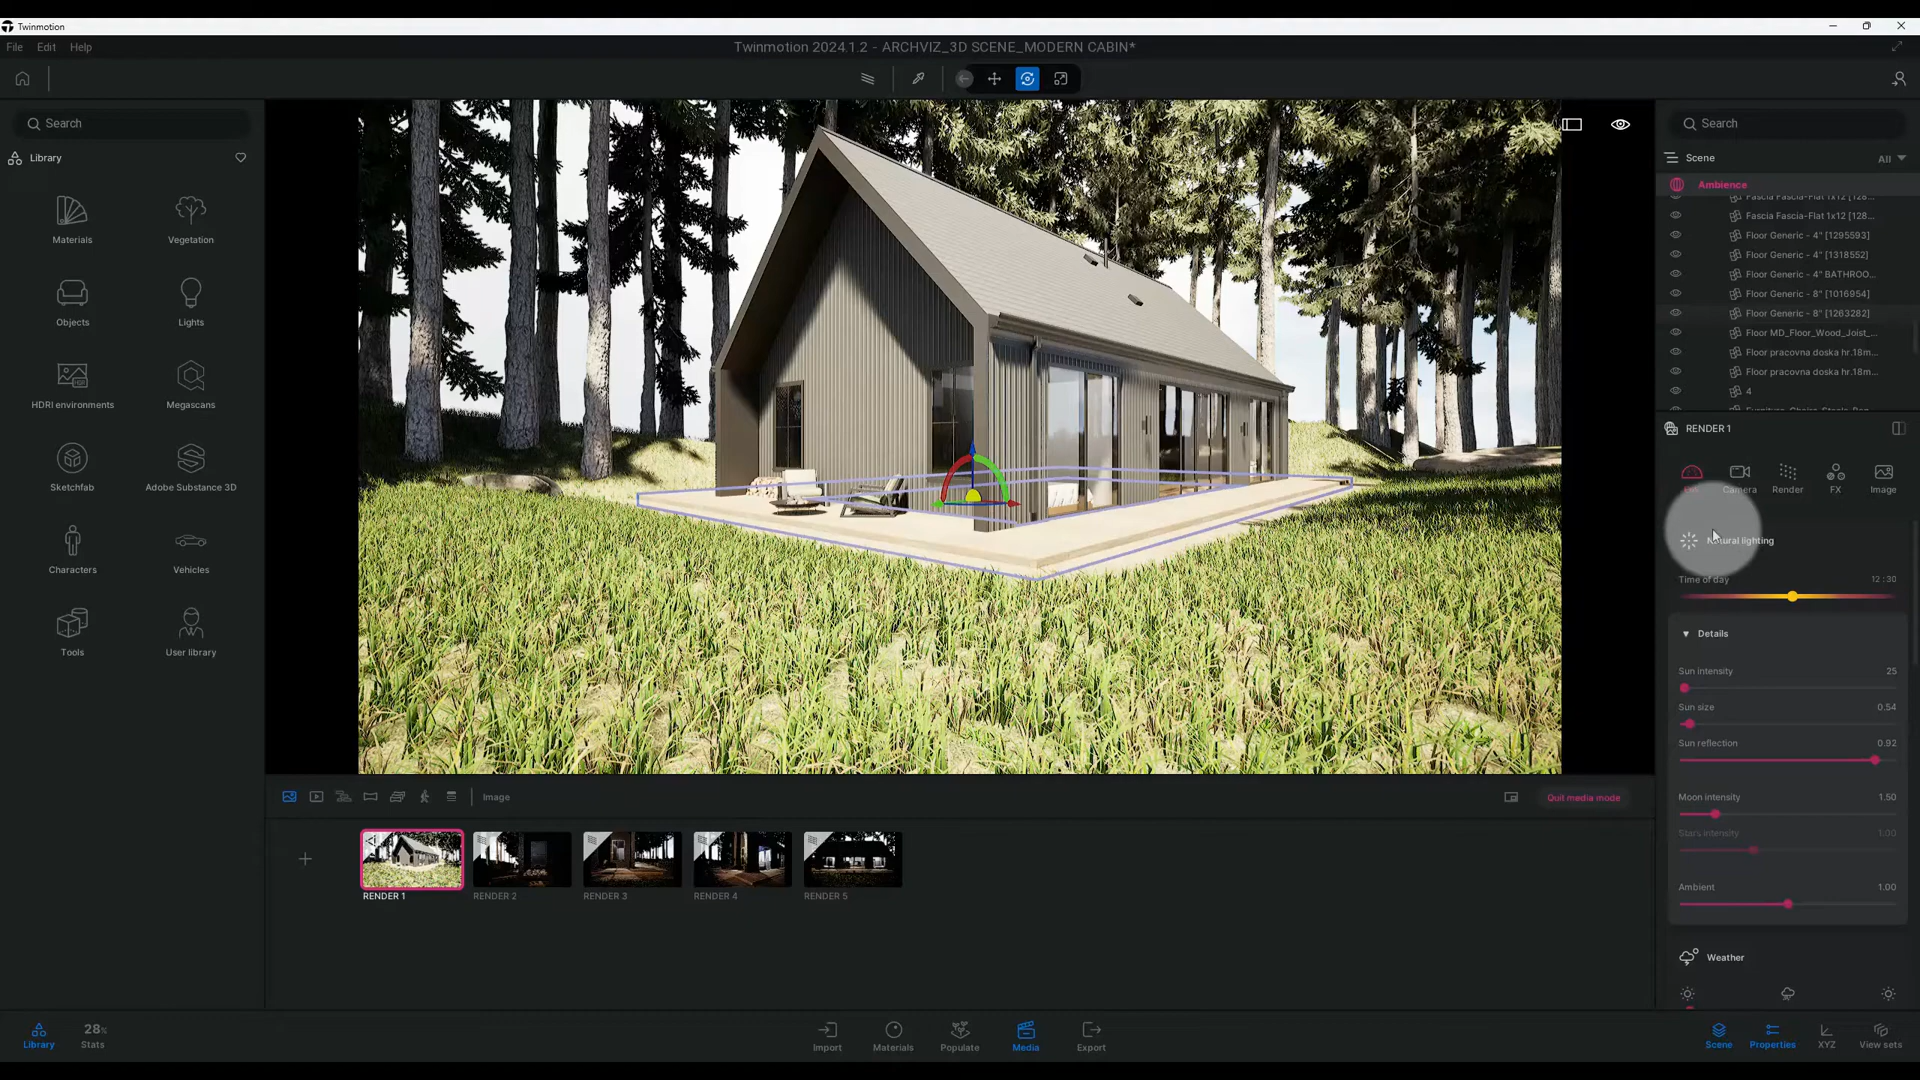 Twinmotion
File Edit Help
Twinmotion 2024.1.2 - ARCHVIZ_3D SCENE_MODERN CABIN*
Search
Library
Materials
Vegetation
Objects
Lights
HDRI environments
Megascans
Sketchfab
Adobe Substance 3D
Characters
Vehicles
Tools
User library
Search
Scene
All
Ambience
Fascia Fascia-Flat 1x12 [128...
Fascia Fascia-Flat 1x12 [128...
Floor Generic - 4" [1295593]
Floor Generic - 4" [1318552]
Floor Generic - 4" BATHROO...
Floor Generic - 8" [1016954]
Floor Generic - 8" [1263282]
Floor MD_Floor_Wood_Joist_...
Floor pracovna doska hr.18m...
Floor pracovna doska hr.18m...
4
RENDER 1
Camera
Render
FX
Image
Natural lighting
Time of day 12:30
Details
Sun intensity 25
Sun size 0.54
Sun reflection 0.92
Moon intensity 1.50
Stars intensity 1.00
Ambient 1.00
Weather
Image
Quit media mode
RENDER 1
RENDER 2
RENDER 3
RENDER 4
RENDER 5
Library
28%
Stats
Import
Materials
Populate
Media
Export
Scene
Properties
XYZ
View sets